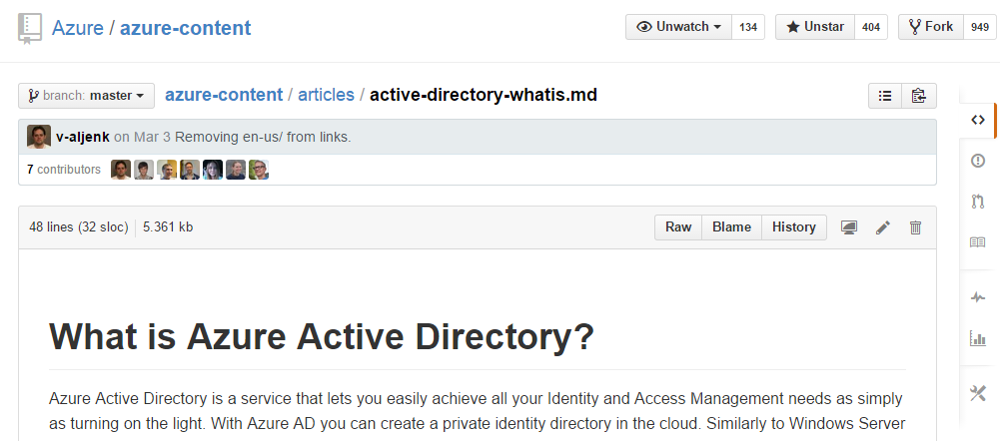 Azure / azure-content
Unwatch 134 Unstar 404 Fork 949
branch: master azure-content / articles / active-directory-whatis.md
v-aljenk on Mar 3 Removing en-us/ from links.
7 contributors
48 lines (32 sloc) 5.361 kb Raw Blame History
What is Azure Active Directory?
Azure Active Directory is a service that lets you easily achieve all your Identity and Access Management needs as simply
as turning on the light. With Azure AD you can create a private identity directory in the cloud. Similarly to Windows Server